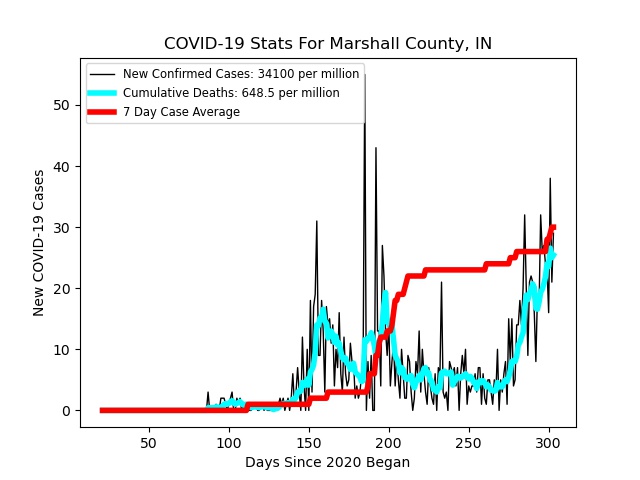 COVID-19 Stats For Marshall County, IN
New Confirmed Cases: 34100 per million
Cumulative Deaths: 648.5 per million
7 Day Case Average
New COVID-19 Cases
50
40
30
20
10
0
50 100 150 200 250 300
Days Since 2020 Began